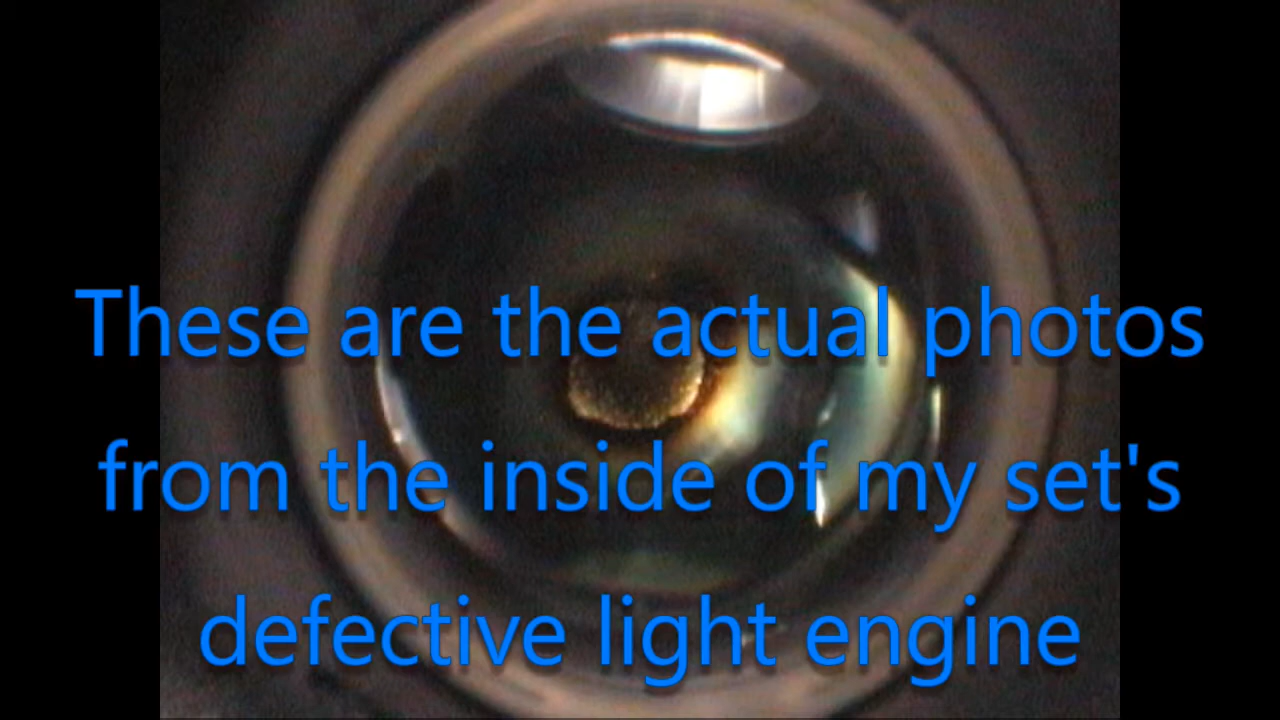 These are the actual photos
from the inside of my set's
defective light engine